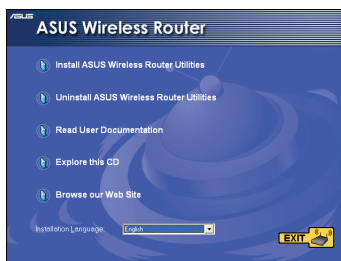 ASUS
ASUS Wireless Router
Install ASUS Wireless Router Utilities
Uninstall ASUS Wireless Router Utilities
Read User Documentation
Explore this CD
Browse our Web Site
Installation Language: English
EXIT